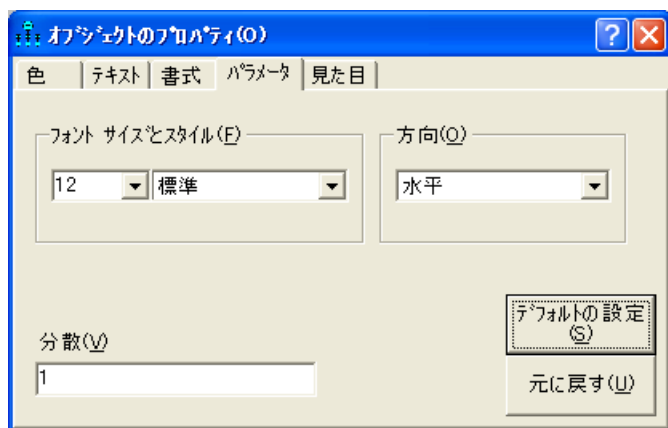 ｵﾌﾞｼﾞｪｸﾄのﾌﾟﾛﾊﾟﾃｨ(O)
色 ﾃｷｽﾄ 書式 ﾊﾟﾗﾒｰﾀ 見た目
ﾌｫﾝﾄ ｻｲｽﾞとｽﾀｲﾙ(F) 方向(O)
12 標準 水平
ﾃﾞﾌｫﾙﾄの設定
(S)
分散(V)
1
元に戻す(U)